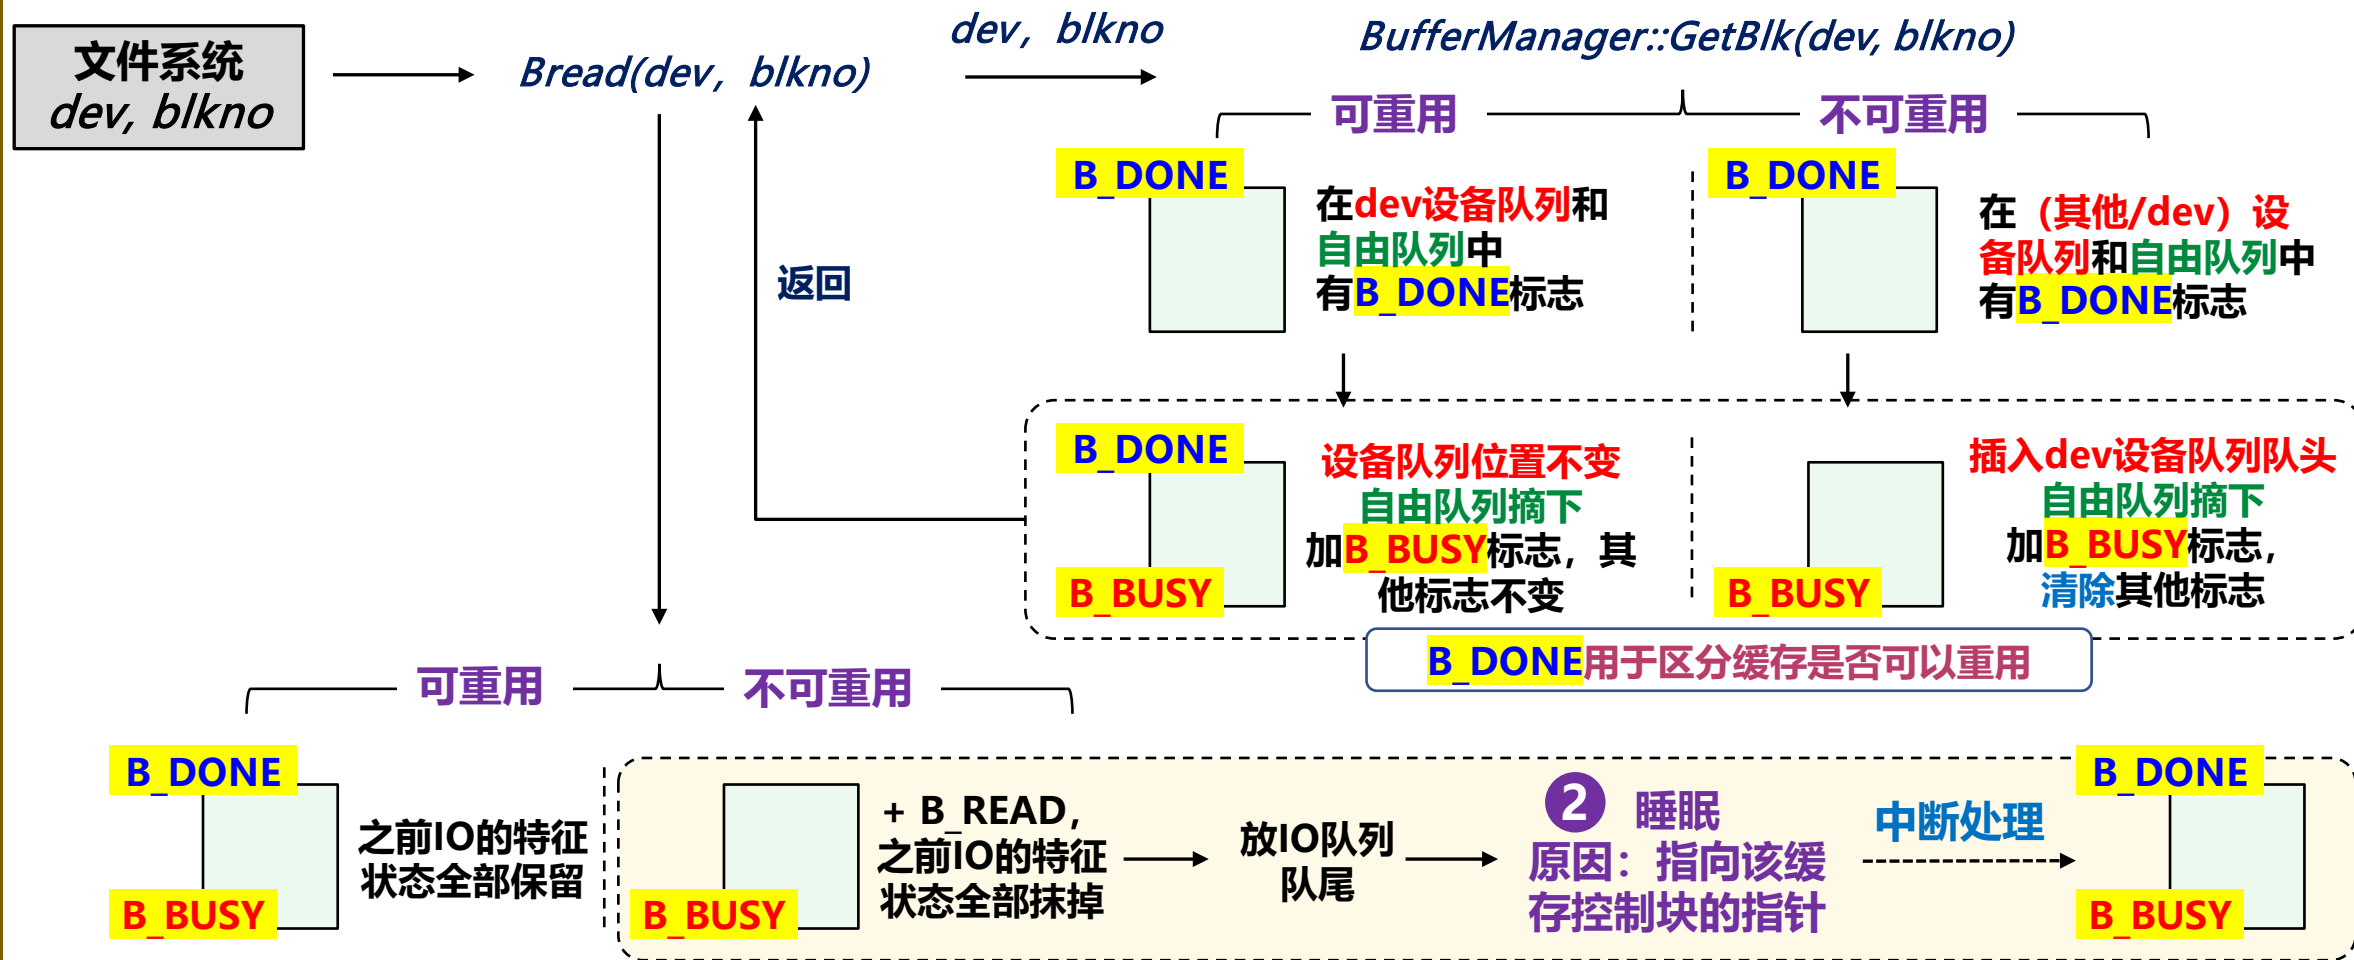 文件系统
dev, blkno
Bread(dev, blkno)
dev, blkno
BufferManager::GetBlk(dev, blkno)
可重用
不可重用
B_DONE
在dev设备队列和
自由队列中
有B_DONE标志
B_DONE
在（其他/dev）设
备队列和自由队列中
有B_DONE标志
返回
B_DONE
B_BUSY
设备队列位置不变
自由队列摘下
加B_BUSY标志，其
他标志不变
B_BUSY
插入dev设备队列队头
自由队列摘下
加B_BUSY标志，
清除其他标志
B_DONE用于区分缓存是否可以重用
可重用
不可重用
B_DONE
B_BUSY
之前IO的特征
状态全部保留
B_BUSY
+ B_READ，
之前IO的特征
状态全部抹掉
放IO队列
队尾
2 睡眠
原因：指向该缓
存控制块的指针
中断处理
B_DONE
B_BUSY